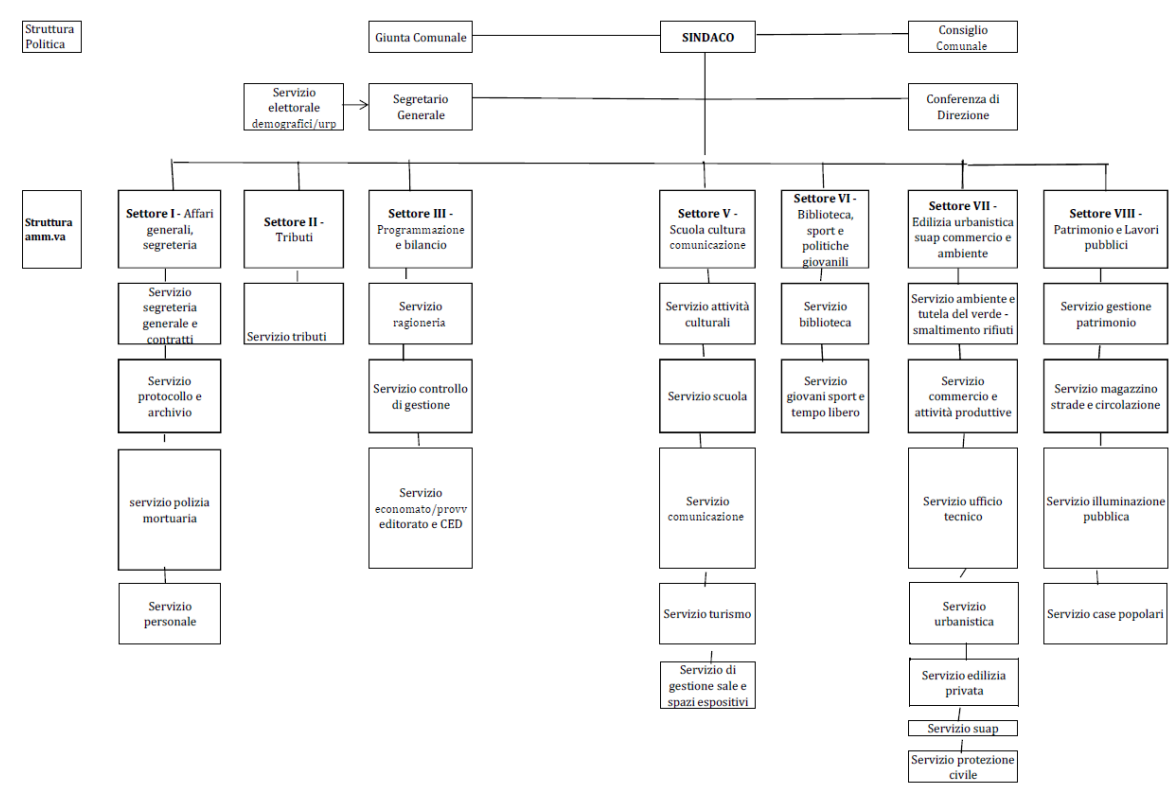 Struttura
Politica
Giunta Comunale
SINDACO
Consiglio
Comunale
Servizio
elettorale
demografici/urp
Segretario
Generale
Conferenza di
Direzione
Struttura
amm.va
Settore I - Affari
generali,
segreteria
Settore II -
Tributi
Settore III -
Programmazione
e bilancio
Settore V -
Scuola cultura
comunicazione
Settore VI -
Biblioteca,
sport e
politiche
giovanili
Settore VII -
Edilizia urbanistica
suap commercio e
ambiente
Settore VIII -
Patrimonio e Lavori
pubblici
Servizio
segreteria
generale e
contratti
Servizio tributi
Servizio
ragioneria
Servizio attività
culturali
Servizio
biblioteca
Servizio ambiente e
tutela del verde -
smaltimento rifiuti
Servizio gestione
patrimonio
Servizio
protocollo e
archivio
Servizio controllo
di gestione
Servizio scuola
Servizio
giovani sport e
tempo libero
Servizio
commercio e
attività produttive
Servizio magazzino
strade e circolazione
servizio polizia
mortuaria
Servizio
economato/provv
editorato e CED
Servizio
comunicazione
Servizio ufficio
tecnico
Servizio illuminazione
pubblica
Servizio
personale
Servizio turismo
Servizio
urbanistica
Servizio case popolari
Servizio di
gestione sale e
spazi espositivi
Servizio edilizia
privata
Servizio suap
Servizio protezione
civile